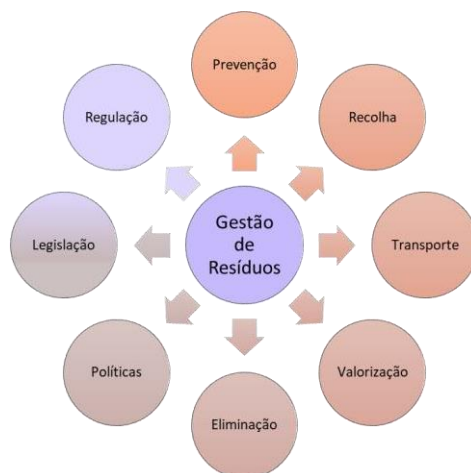 Prevenção
Recolha
Transporte
Valorização
Eliminação
Políticas
Legislação
Regulação
Gestão
de
Resíduos